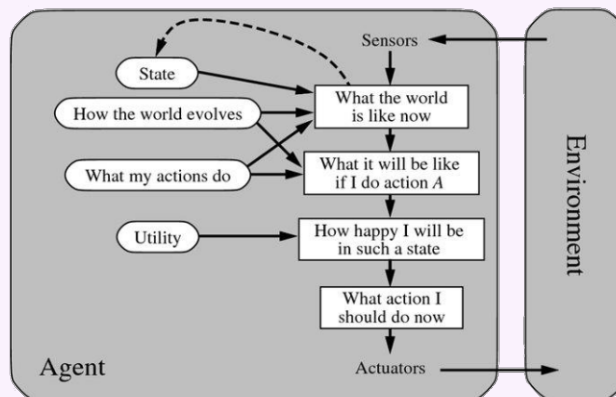 Sensors
State
What the world
is like now
How the world evolves
What it will be like
if I do action A
What my actions do
How happy I will be
in such a state
Utility
What action I
should do now
Agent
Actuators
Environment